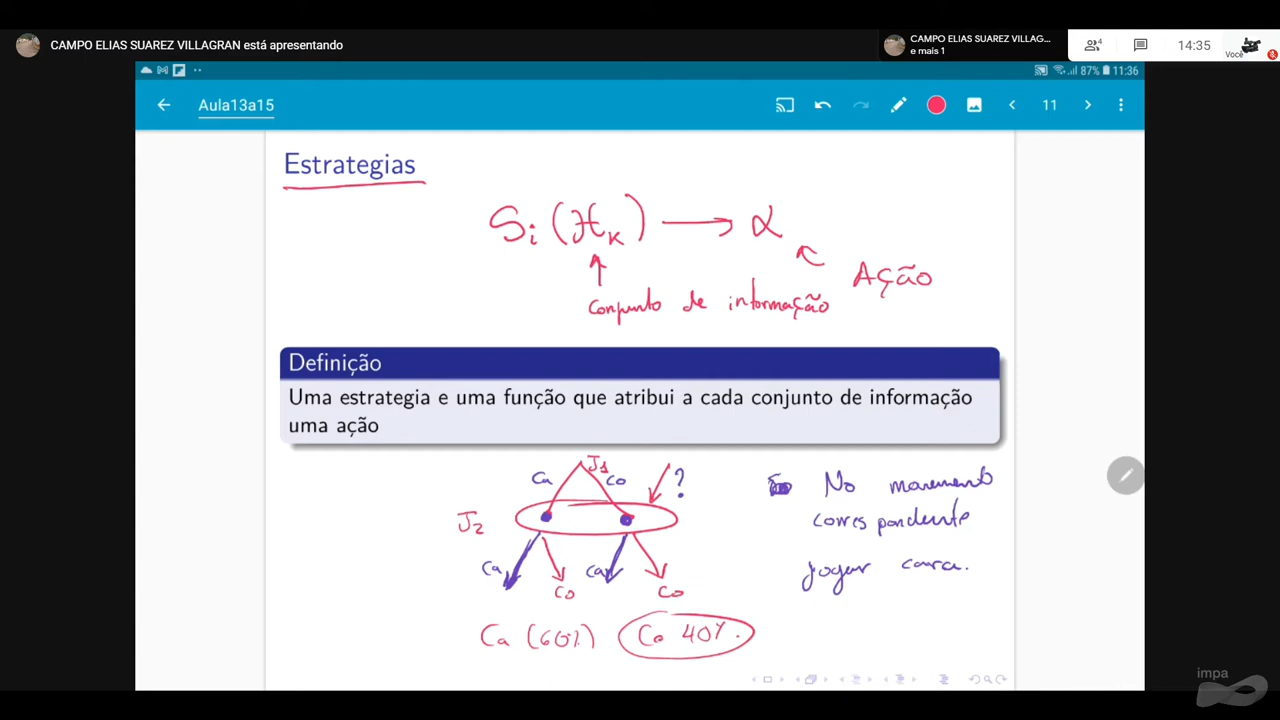 CAMPO ELIAS SUAREZ VILLAGRAN está apresentando
CAMPO ELIAS SUAREZ VILLAG...
e mais 1
4
14:35
Você
87% 11:36
Aula13a15
11
Estrategias
Si (Hk) → α
Ação
Conjunto de informação
Definição
Uma estrategia e uma função que atribui a cada conjunto de informação
uma ação
J1
Ca Co ?
J2
Ca Co Ca Co
No movemento
correspondente
jogar cara.
Ca (60%) Co 40%.
impa